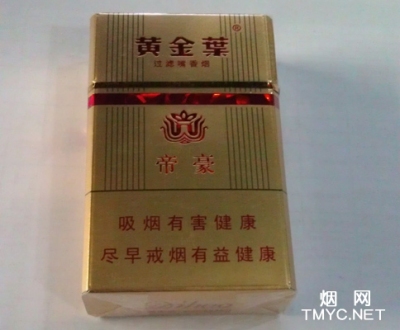 黄金葉®
过滤嘴香烟
帝豪
吸烟有害健康
尽早戒烟有益健康
烟网
TMYC.NET